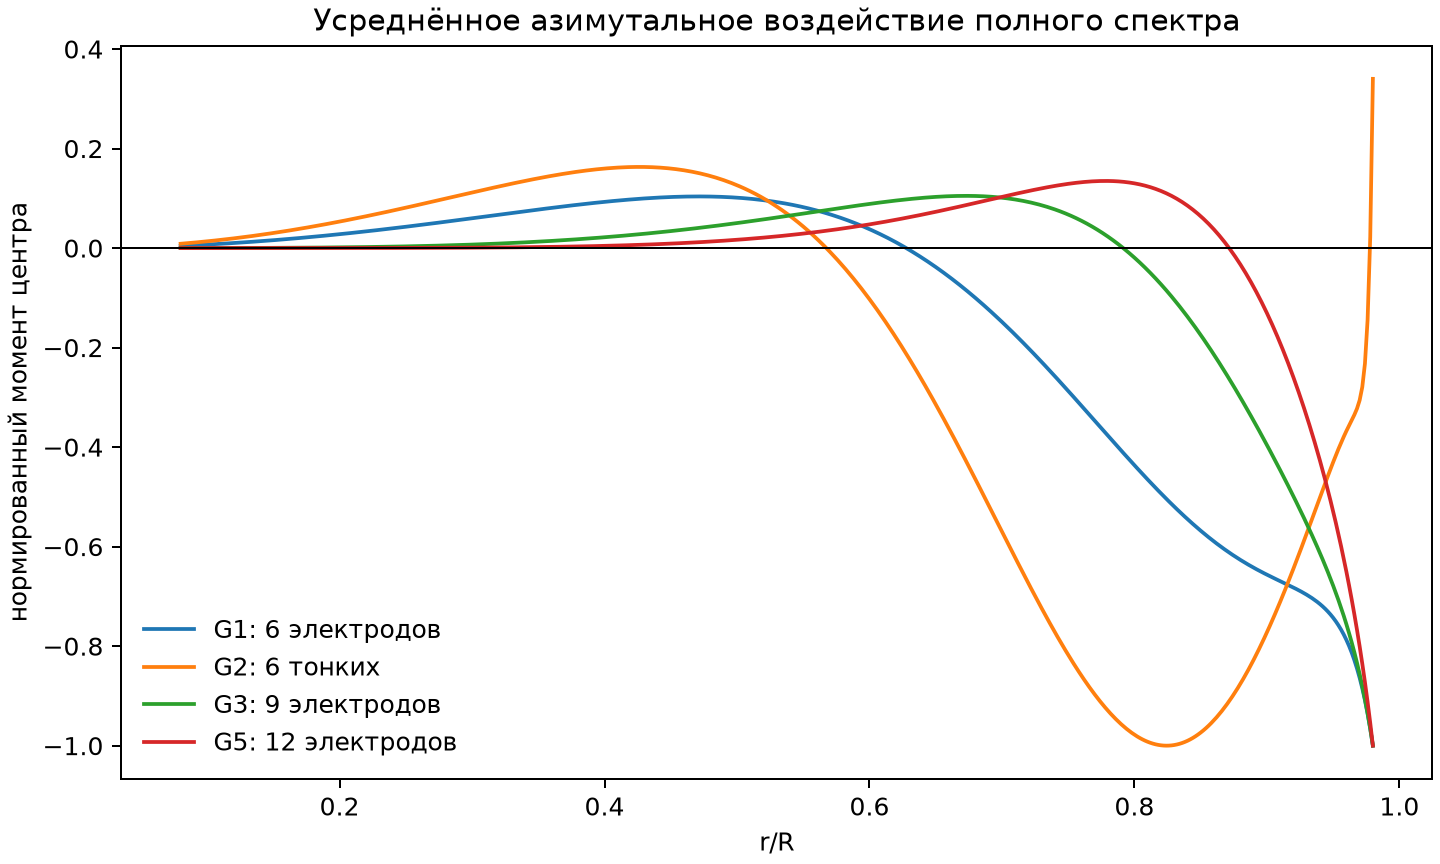 Усреднённое азимутальное воздействие полного спектра
нормированный момент центра
0.4
0.2
0.0
−0.2
−0.4
−0.6
−0.8
−1.0
G1: 6 электродов
G2: 6 тонких
G3: 9 электродов
G5: 12 электродов
0.2 0.4 0.6 0.8 1.0
r/R